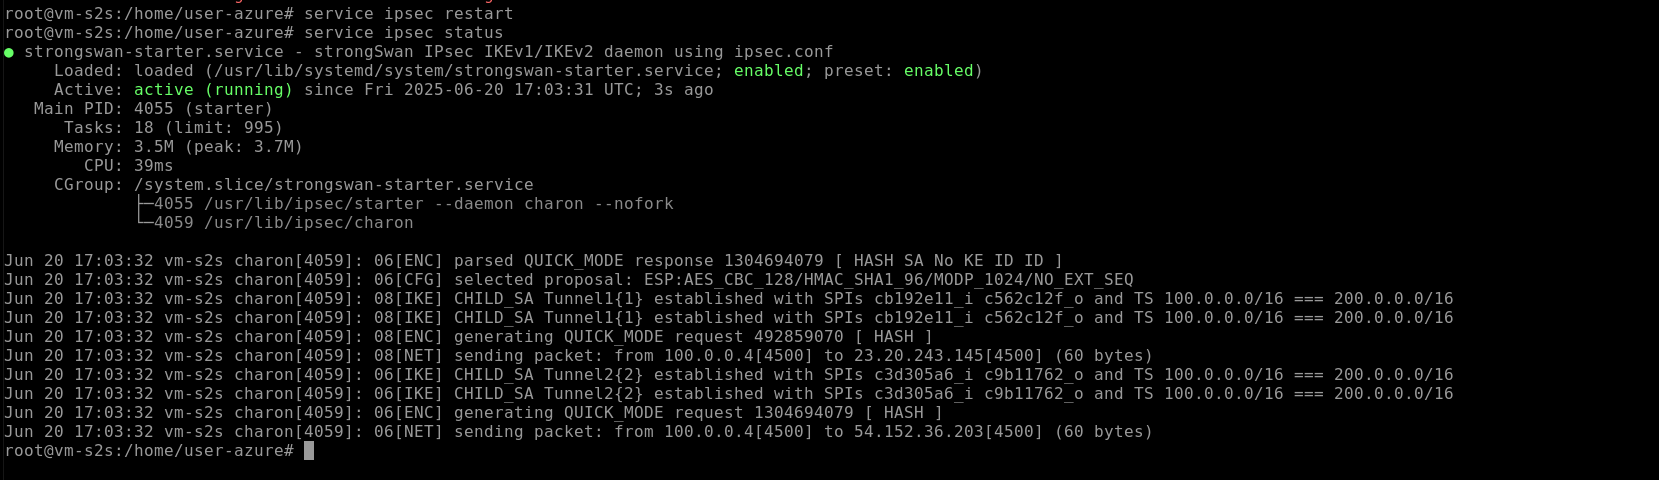 root@vm-s2s:/home/user-azure# service ipsec restart
root@vm-s2s:/home/user-azure# service ipsec status
● strongswan-starter.service - strongSwan IPsec IKEv1/IKEv2 daemon using ipsec.conf
     Loaded: loaded (/usr/lib/systemd/system/strongswan-starter.service; enabled; preset: enabled)
     Active: active (running) since Fri 2025-06-20 17:03:31 UTC; 3s ago
   Main PID: 4055 (starter)
      Tasks: 18 (limit: 995)
     Memory: 3.5M (peak: 3.7M)
        CPU: 39ms
     CGroup: /system.slice/strongswan-starter.service
             ├─4055 /usr/lib/ipsec/starter --daemon charon --nofork
             └─4059 /usr/lib/ipsec/charon

Jun 20 17:03:32 vm-s2s charon[4059]: 06[ENC] parsed QUICK_MODE response 1304694079 [ HASH SA No KE ID ID ]
Jun 20 17:03:32 vm-s2s charon[4059]: 06[CFG] selected proposal: ESP:AES_CBC_128/HMAC_SHA1_96/MODP_1024/NO_EXT_SEQ
Jun 20 17:03:32 vm-s2s charon[4059]: 08[IKE] CHILD_SA Tunnel1{1} established with SPIs cb192e11_i c562c12f_o and TS 100.0.0.0/16 === 200.0.0.0/16
Jun 20 17:03:32 vm-s2s charon[4059]: 08[IKE] CHILD_SA Tunnel1{1} established with SPIs cb192e11_i c562c12f_o and TS 100.0.0.0/16 === 200.0.0.0/16
Jun 20 17:03:32 vm-s2s charon[4059]: 08[ENC] generating QUICK_MODE request 492859070 [ HASH ]
Jun 20 17:03:32 vm-s2s charon[4059]: 08[NET] sending packet: from 100.0.0.4[4500] to 23.20.243.145[4500] (60 bytes)
Jun 20 17:03:32 vm-s2s charon[4059]: 06[IKE] CHILD_SA Tunnel2{2} established with SPIs c3d305a6_i c9b11762_o and TS 100.0.0.0/16 === 200.0.0.0/16
Jun 20 17:03:32 vm-s2s charon[4059]: 06[IKE] CHILD_SA Tunnel2{2} established with SPIs c3d305a6_i c9b11762_o and TS 100.0.0.0/16 === 200.0.0.0/16
Jun 20 17:03:32 vm-s2s charon[4059]: 06[ENC] generating QUICK_MODE request 1304694079 [ HASH ]
Jun 20 17:03:32 vm-s2s charon[4059]: 06[NET] sending packet: from 100.0.0.4[4500] to 54.152.36.203[4500] (60 bytes)
root@vm-s2s:/home/user-azure#